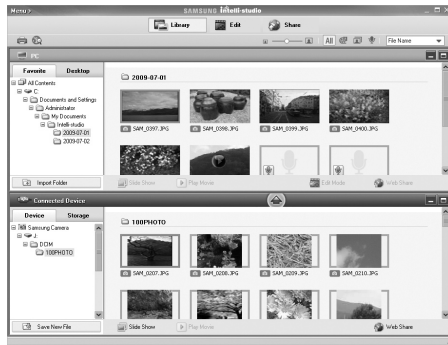 Menu
SAMSUNG intelli-studio
Library
Edit
Share
All
File Name
PC
Favorite
Desktop
All Contents
C
Documents and Settings
Administrator
My Documents
Intelli-studio
2009-07-01
2009-07-02
Import Folder
2009-07-01
SAM_0397.JPG
SAM_0398.JPG
SAM_0399.JPG
SAM_0400.JPG
Slide Show
Play Movie
Edit Mode
Web Share
Connected Device
Device
Storage
Samsung Camera
J:
DCIM
100PHOTO
Save New File
100PHOTO
SAM_0207.JPG
SAM_0208.JPG
SAM_0209.JPG
SAM_0210.JPG
Slide Show
Play Movie
Web Share